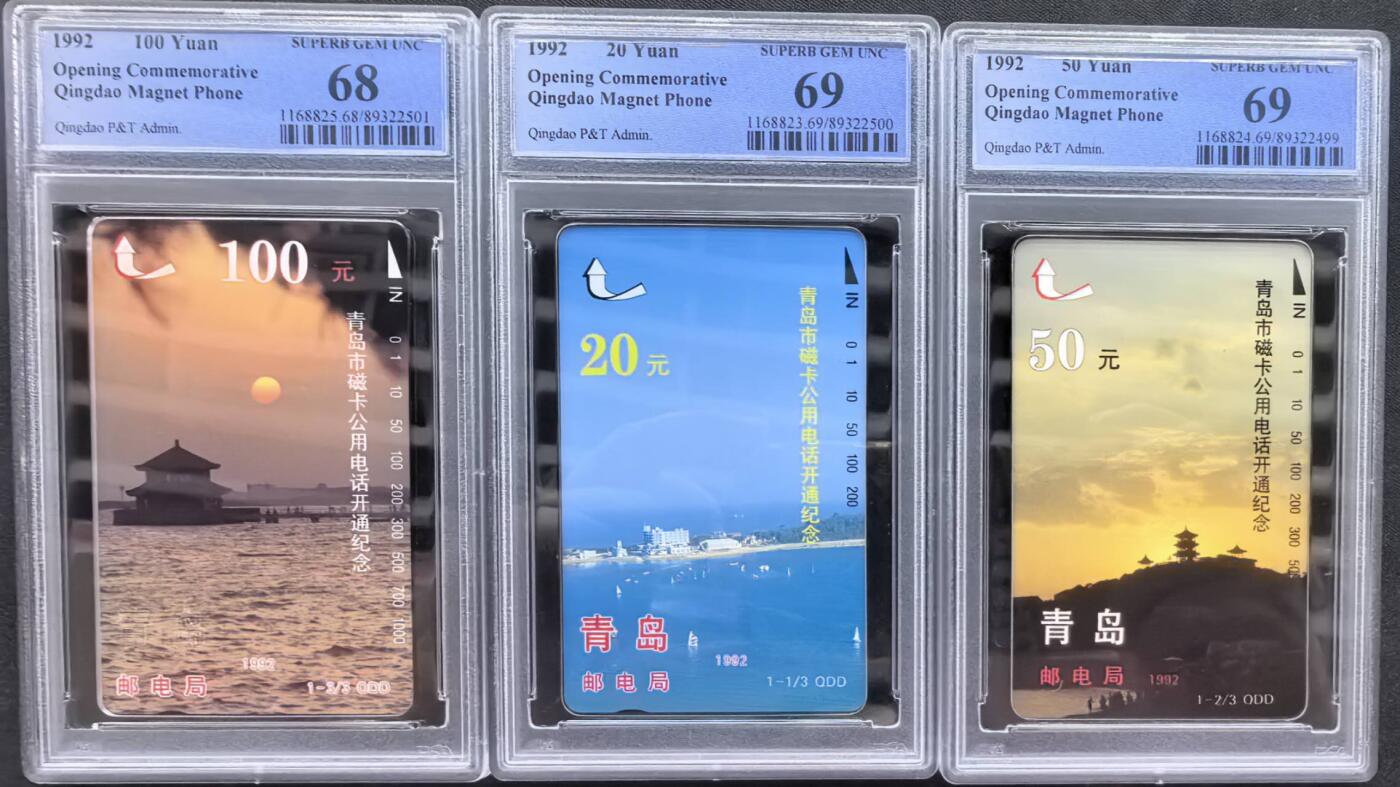 1992 100 Yuan SUPERB GEM UNC
Opening Commemorative 68
Qingdao Magnet Phone
1168825.68/89322501
Qingdao P&T Admin.
100 元
IN
0 1 10 50 100 200 300 500 700 1000
青岛市磁卡公用电话开通纪念
1992
邮电局
1-3/3 QDD
1992 20 Yuan SUPERB GEM UNC
Opening Commemorative 69
Qingdao Magnet Phone
1168823.69/89322500
Qingdao P&T Admin.
IN
0 1 10 50 100 200
青岛市磁卡公用电话开通纪念
20 元
青岛
1992
邮电局
1-1/3 QDD
1992 50 Yuan SUPERB GEM UNC
Opening Commemorative 69
Qingdao Magnet Phone
1168824.69/89322499
Qingdao P&T Admin.
IN
0 1 10 50 100 200 300
青岛市磁卡公用电话开通纪念
50 元
青岛
邮电局 1992
1-2/3 QDD